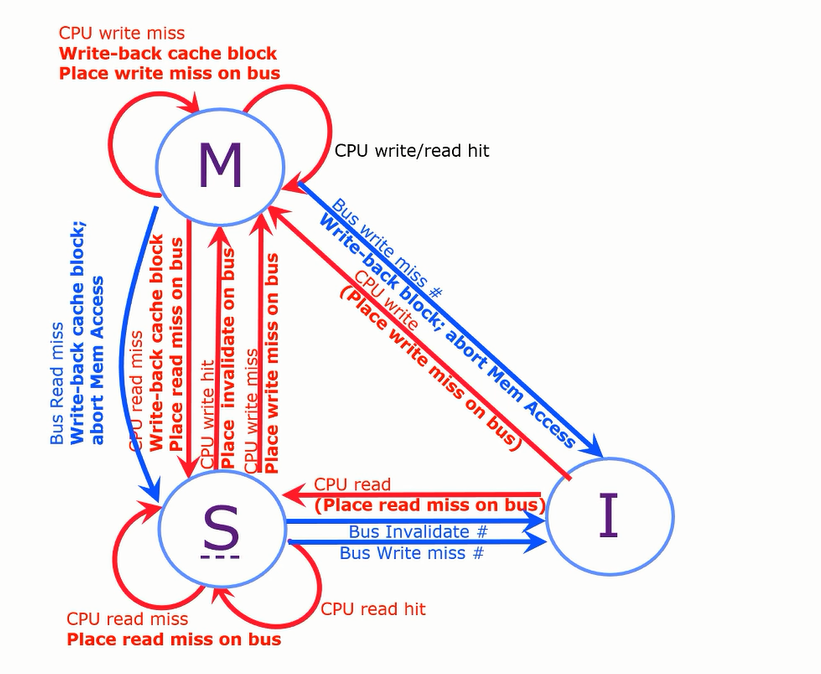 CPU write miss
Write-back cache block
Place write miss on bus
M
CPU write/read hit
Bus write miss #
Write-back block; abort Mem Access
CPU write
(Place write miss on bus)
Bus Read miss
Write-back cache block;
abort Mem Access
CPU read miss
Write-back cache block
Place read miss on bus
CPU write hit
Place invalidate on bus
CPU write miss
Place write miss on bus
CPU read
(Place read miss on bus)
Bus Invalidate #
Bus Write miss #
S
I
CPU read miss
Place read miss on bus
CPU read hit